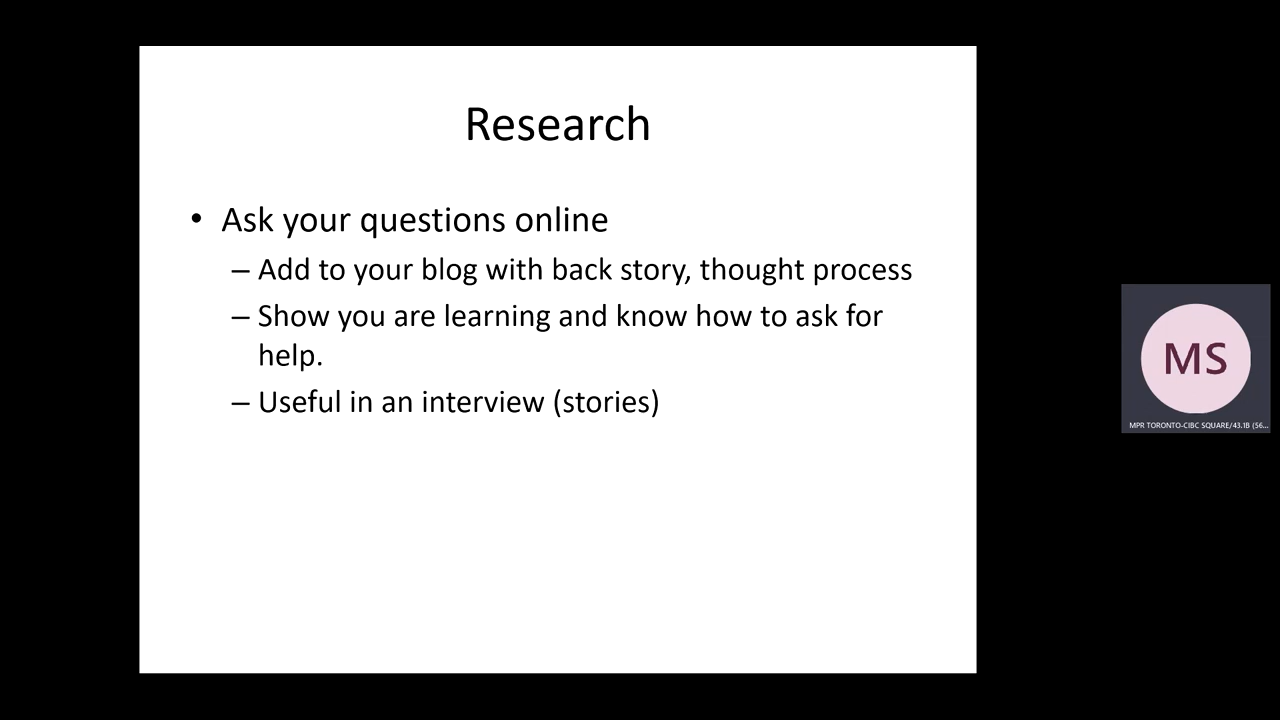 Research
• Ask your questions online
– Add to your blog with back story, thought process
– Show you are learning and know how to ask for
help.
– Useful in an interview (stories)
MS
MPR TORONTO-CIBC SQUARE/43.1B (56...